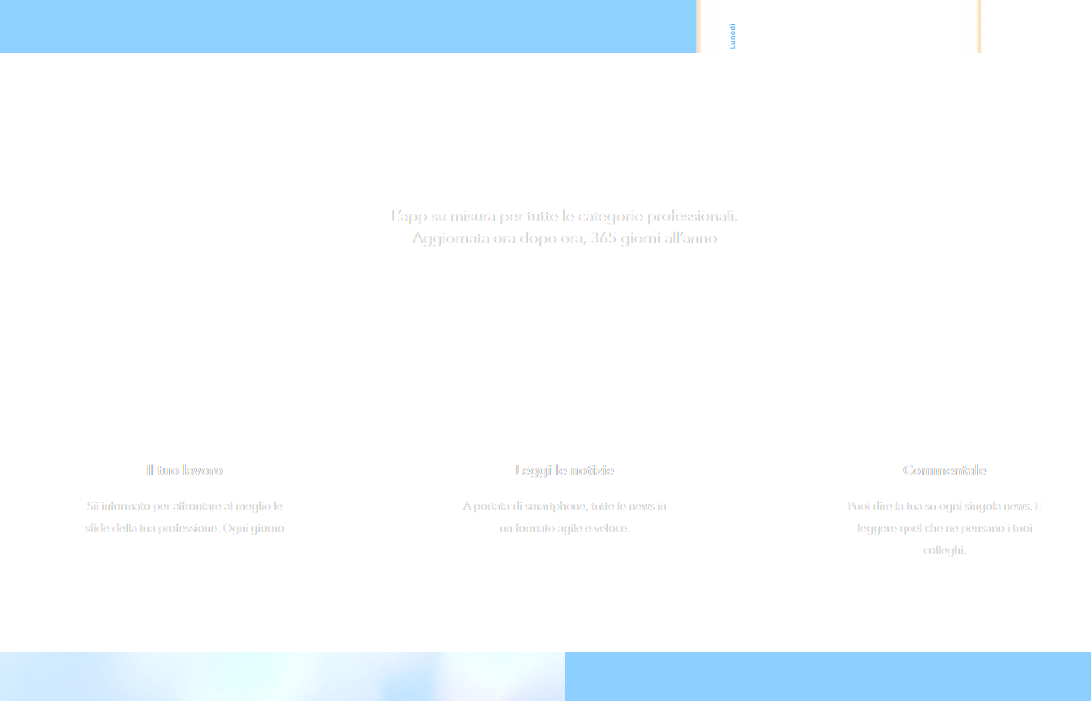 Lunedì
L'app su misura per tutte le categorie professionali.
Aggiornata ora dopo ora, 365 giorni all'anno
Il tuo lavoro
Leggi le notizie
Commentale
Sii informato per affrontare al meglio le
sfide della tua professione. Ogni giorno
A portata di smartphone, tutte le news in
un formato agile e veloce.
Puoi dire la tua su ogni singola news. E
leggere quel che ne pensano i tuoi
colleghi.